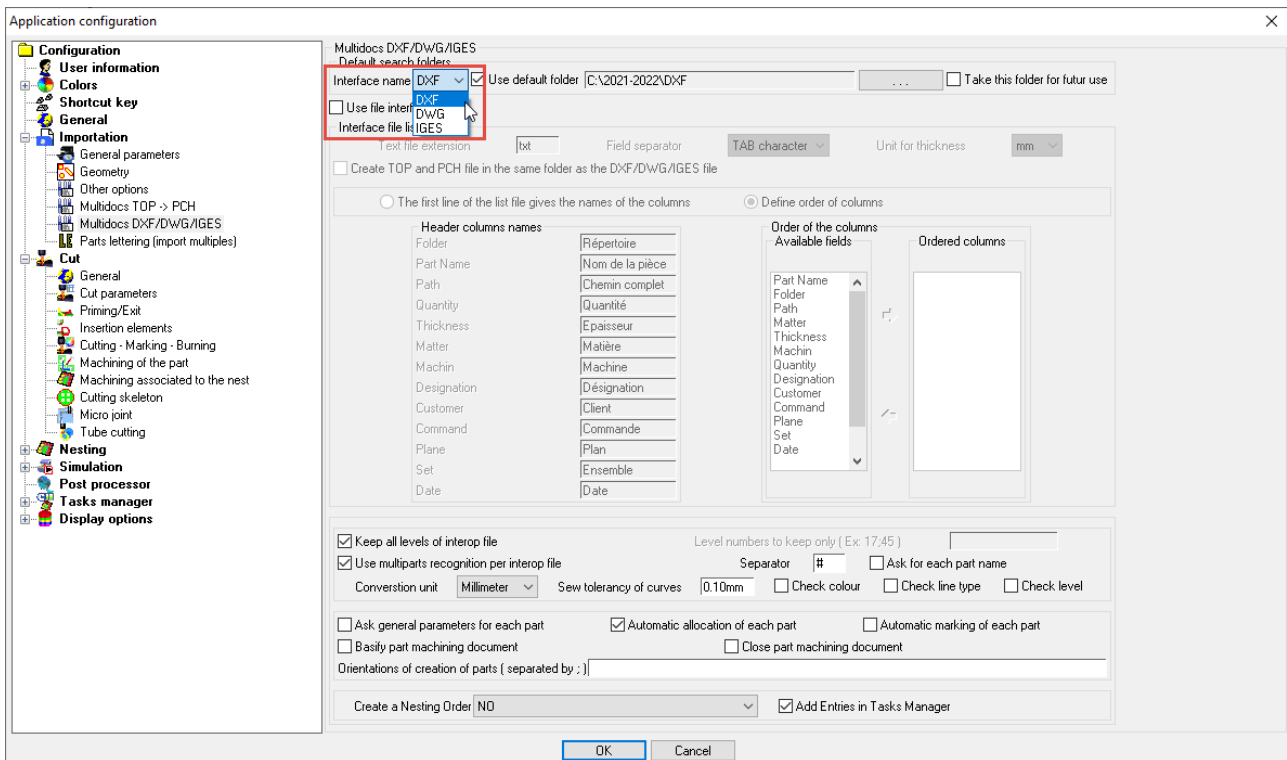 Application configuration
Configuration
User information
Colors
Shortcut key
General
Importation
General parameters
Geometry
Other options
Multidocs TOP -> PCH
Multidocs DXF/DWG/IGES
Parts lettering (import multiples)
Cut
General
Cut parameters
Priming/Exit
Insertion elements
Cutting - Marking - Burning
Machining of the part
Machining associated to the nest
Cutting skeleton
Micro joint
Tube cutting
Nesting
Simulation
Post processor
Tasks manager
Display options
Multidocs DXF/DWG/IGES
Default search folders
Interface name DXF Use default folder C:\2021-2022\DXF ... Take this folder for futur use
DXF
DWG
IGES
Use file interf
Interface file lis
Text file extension txt Field separator TAB character Unit for thickness mm
Create TOP and PCH file in the same folder as the DXF/DWG/IGES file
The first line of the list file gives the names of the columns Define order of columns
Header columns names
Folder Répertoire
Part Name Nom de la pièce
Path Chemin complet
Quantity Quantité
Thickness Epaisseur
Matter Matière
Machin Machine
Designation Désignation
Customer Client
Command Commande
Plane Plan
Set Ensemble
Date Date
Order of the columns
Available fields Ordered columns
Part Name
Folder
Path
Matter
Thickness
Machin
Quantity
Designation
Customer
Command
Plane
Set
Date
Keep all levels of interop file Level numbers to keep only ( Ex: 17;45 )
Use multiparts recognition per interop file Separator # Ask for each part name
Converstion unit Millimeter Sew tolerancy of curves 0.10mm Check colour Check line type Check level
Ask general parameters for each part Automatic allocation of each part Automatic marking of each part
Basify part machining document Close part machining document
Orientations of creation of parts ( separated by ; )
Create a Nesting Order NO Add Entries in Tasks Manager
OK Cancel